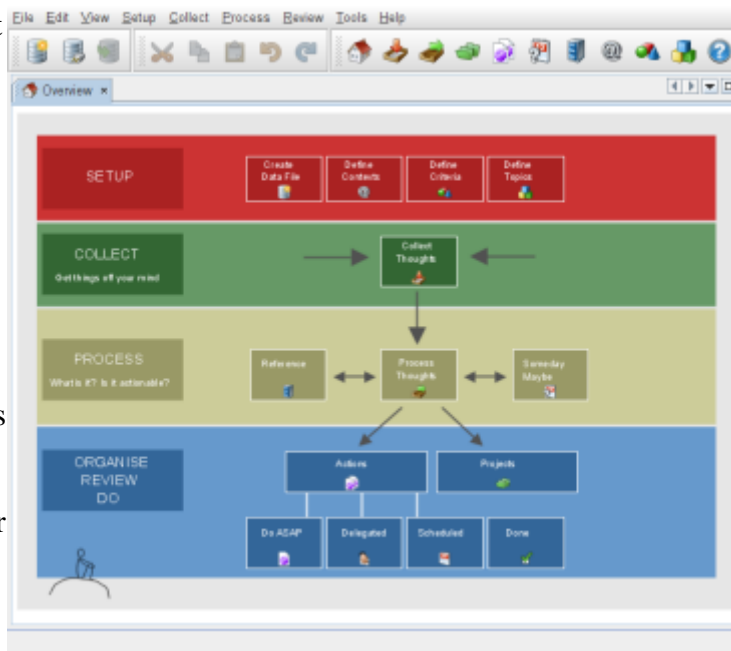 File Edit View Setup Collect Process Review Tools Help
Overview
SETUP
Create
Data File
Define
Contexts
Define
Criteria
Define
Topics
COLLECT
Get things off your mind
Collect
Thoughts
PROCESS
What is it? Is it actionable?
Reference
Process
Thoughts
Someday
Maybe
s
ORGANISE
REVIEW
DO
Actions
Projects
r
Do ASAP
Delegated
Scheduled
Done